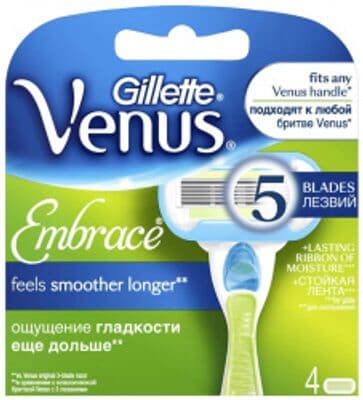 Gillette®
Venus®
fits any
Venus handle*
подходят к любой
бритве Venus*
5 BLADES
ЛЕЗВИЙ
Embrace®
+LASTING
RIBBON OF
MOISTURE***
+СТОЙКАЯ
ЛЕНТА***
feels smoother longer**
ощущение гладкости
еще дольше**
4